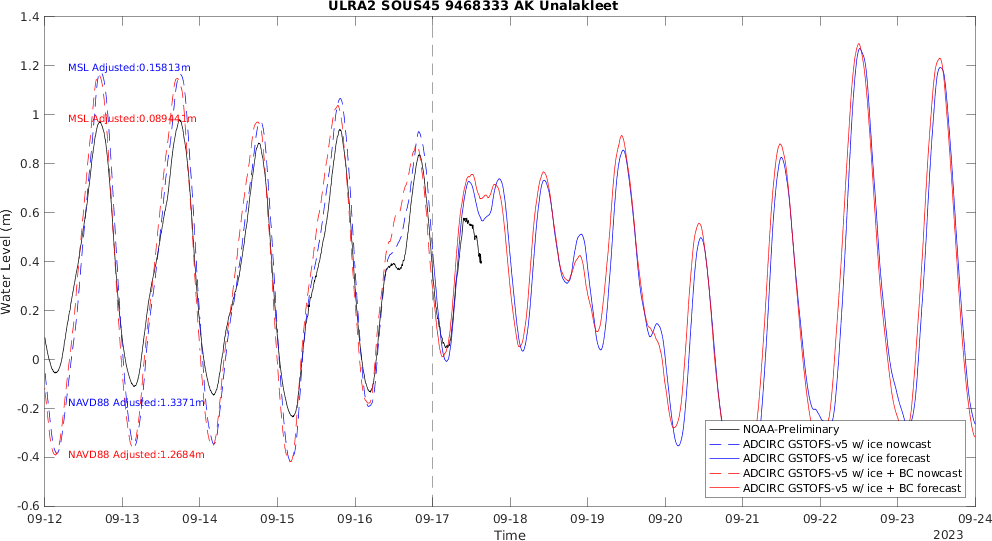 ULRA2 SOUS45 9468333 AK Unalakleet
Water Level (m)
1.4
1.2
1
0.8
0.6
0.4
0.2
0
-0.2
-0.4
-0.6
MSL Adjusted:0.15813m
MSL Adjusted:0.089441m
NAVD88 Adjusted:1.3371m
NAVD88 Adjusted:1.2684m
NOAA-Preliminary
ADCIRC GSTOFS-v5 w/ ice nowcast
ADCIRC GSTOFS-v5 w/ ice forecast
ADCIRC GSTOFS-v5 w/ ice + BC nowcast
ADCIRC GSTOFS-v5 w/ ice + BC forecast
09-12 09-13 09-14 09-15 09-16 09-17 09-18 09-19 09-20 09-21 09-22 09-23 09-24
Time
2023